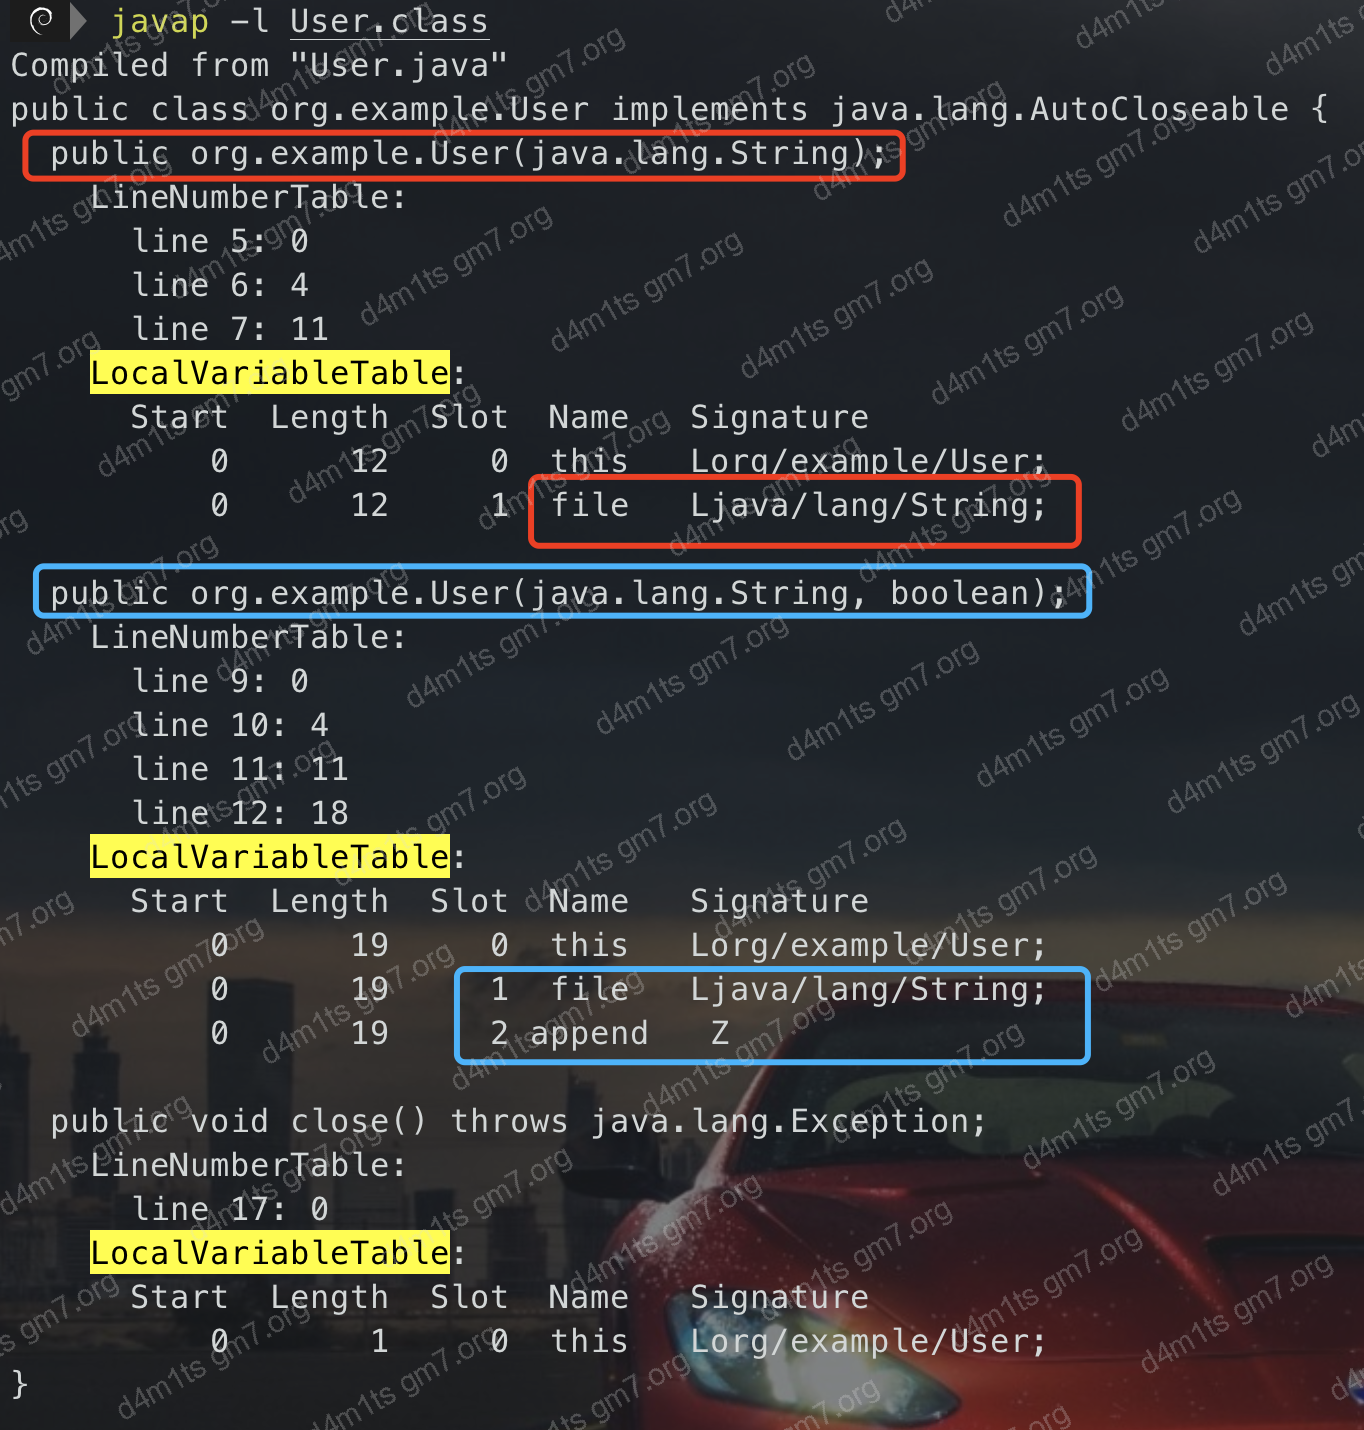 javap -l User.class
Compiled from "User.java"
public class org.example.User implements java.lang.AutoCloseable {
  public org.example.User(java.lang.String);
    LineNumberTable:
      line 5: 0
      line 6: 4
      line 7: 11
    LocalVariableTable:
      Start  Length  Slot  Name   Signature
          0      12     0  this   Lorg/example/User;
          0      12     1  file   Ljava/lang/String;

  public org.example.User(java.lang.String, boolean);
    LineNumberTable:
      line 9: 0
      line 10: 4
      line 11: 11
      line 12: 18
    LocalVariableTable:
      Start  Length  Slot  Name   Signature
          0      19     0  this   Lorg/example/User;
          0      19     1  file   Ljava/lang/String;
          0      19     2 append   Z

  public void close() throws java.lang.Exception;
    LineNumberTable:
      line 17: 0
    LocalVariableTable:
      Start  Length  Slot  Name   Signature
          0       1     0  this   Lorg/example/User;
}
d4m1ts gm7.org